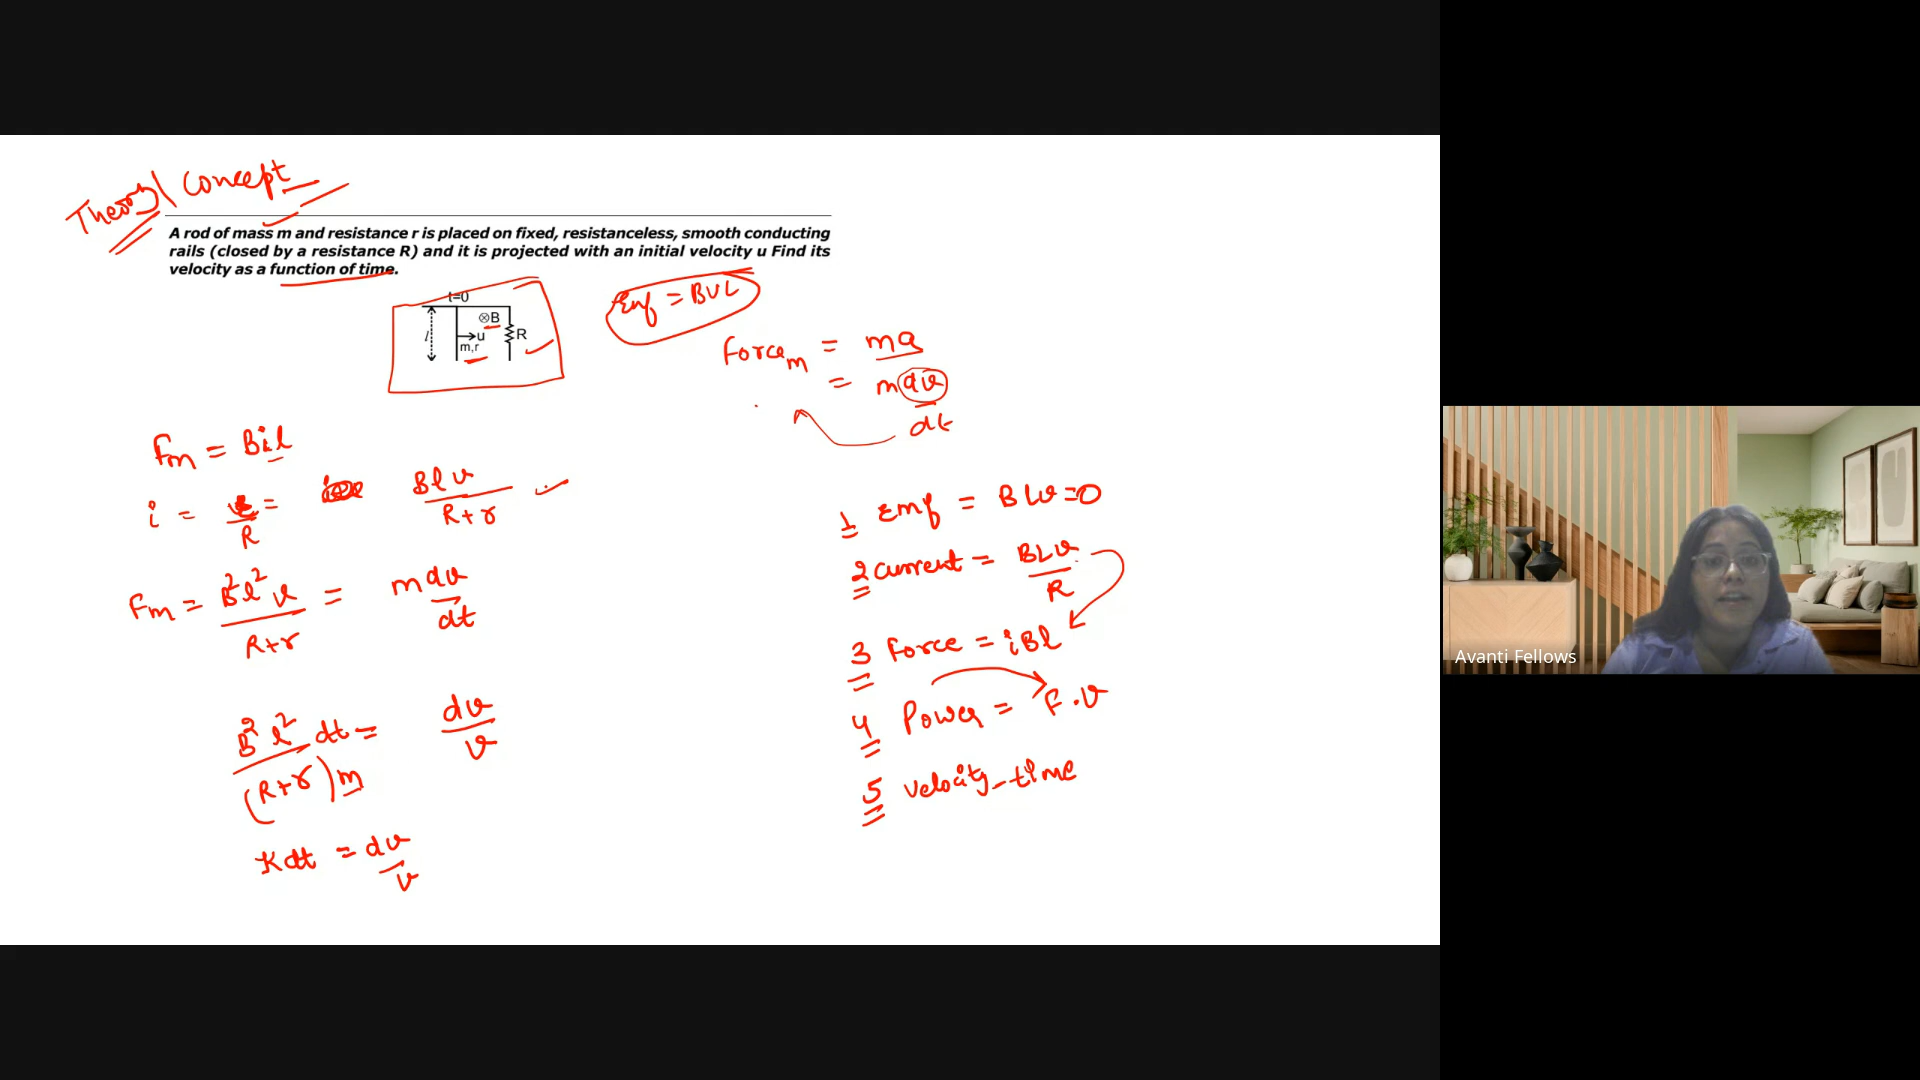 Theory| Concept
A rod of mass m and resistance r is placed on fixed, resistanceless, smooth conducting
rails (closed by a resistance R) and it is projected with an initial velocity u Find its
velocity as a function of time.
t=0
⊗B
l
u
R
m,r
Emf = BVL
Force_m = ma
= m dv/dt
F_m = Bil
i = ε/R = Blv/(R+r)
F_m = B²l²v/(R+r) = m dv/dt
B²l²/((R+r)m) dt = dv/v
K dt = dv/v
1 Emf = BLv = 0
2 current = BLv/R
3 Force = iBl
4 Power = F.v
5 velocity-time
Avanti Fellows